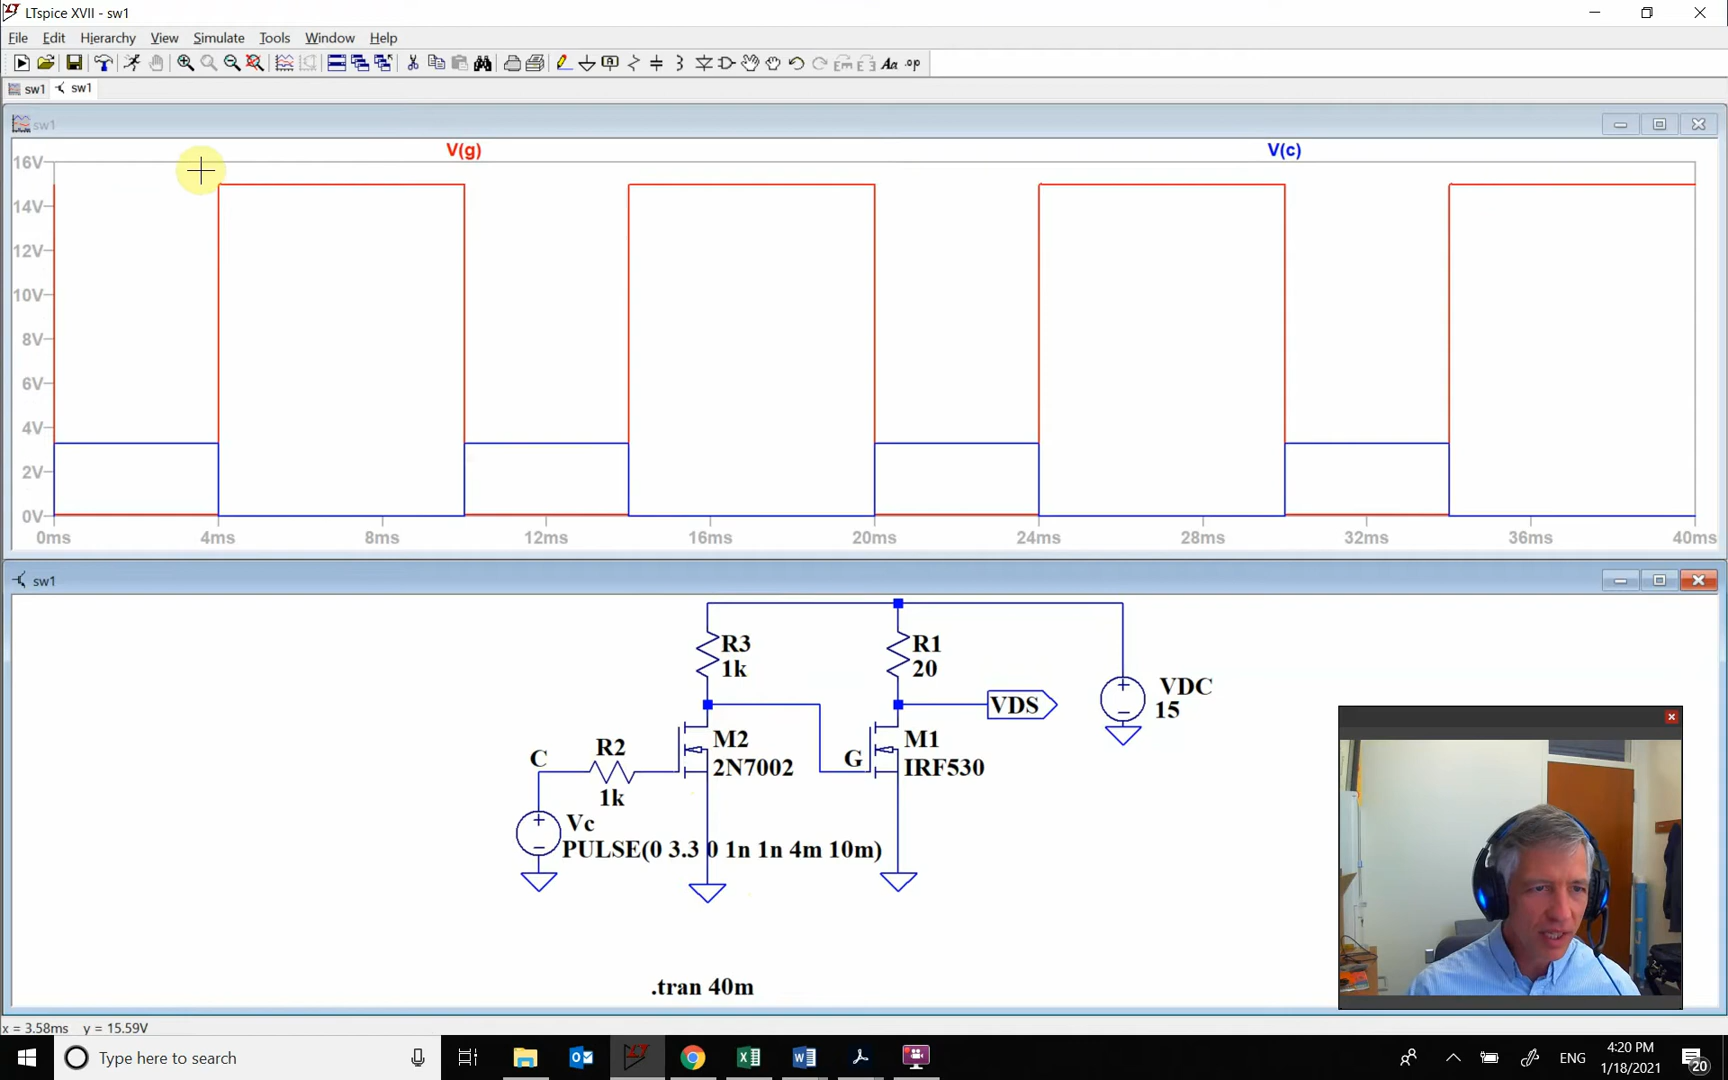 LTspice XVII - sw1
File Edit Hierarchy View Simulate Tools Window Help
sw1 sw1
sw1
V(g) V(c)
16V
14V
12V
10V
8V
6V
4V
2V
0V
0ms 4ms 8ms 12ms 16ms 20ms 24ms 28ms 32ms 36ms 40ms
sw1
R3
1k
R1
20
VDS
VDC
15
M2
2N7002
G
M1
IRF530
C
R2
1k
Vc
PULSE(0 3.3 0 1n 1n 4m 10m)
.tran 40m
x = 3.58ms y = 15.59V
Type here to search
ENG
4:20 PM
1/18/2021
20